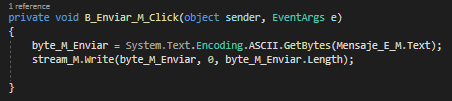 1 reference
private void B_Enviar_M_Click(object sender, EventArgs e)
{
byte_M_Enviar = System.Text.Encoding.ASCII.GetBytes(Mensaje_E_M.Text);
stream_M.Write(byte_M_Enviar, 0, byte_M_Enviar.Length);
}